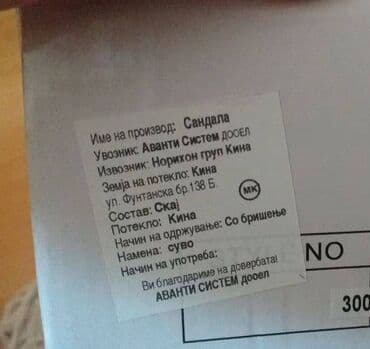 Име на производ: Сандала
Увозник: Аванти Систем ДООЕЛ
Извозник: Норихон груп Кина
Земја на потекло: Кина
ул. Фунтанска бр.138 Б.
Состав: Скај
МК
Потекло: Кина
Начин на одржување: Со бришење
Намена: суво
Начин на употреба:
Ви благодариме на довербата!
АВАНТИ СИСТЕМ дооел
NO
300